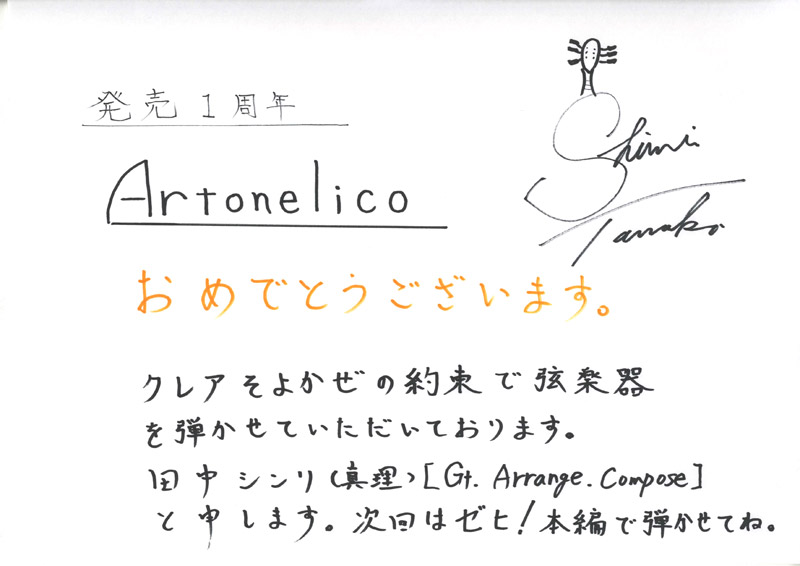 発売1周年
Artonelico
Shinri
Tanaka
おめでとうございます。
クレアそよかぜの約束で弦楽器
を弾かせていただいております。
田中シンリ(真理)[Gt. Arrange. Compose]
と申します。次回はゼヒ!本編で弾かせてね。